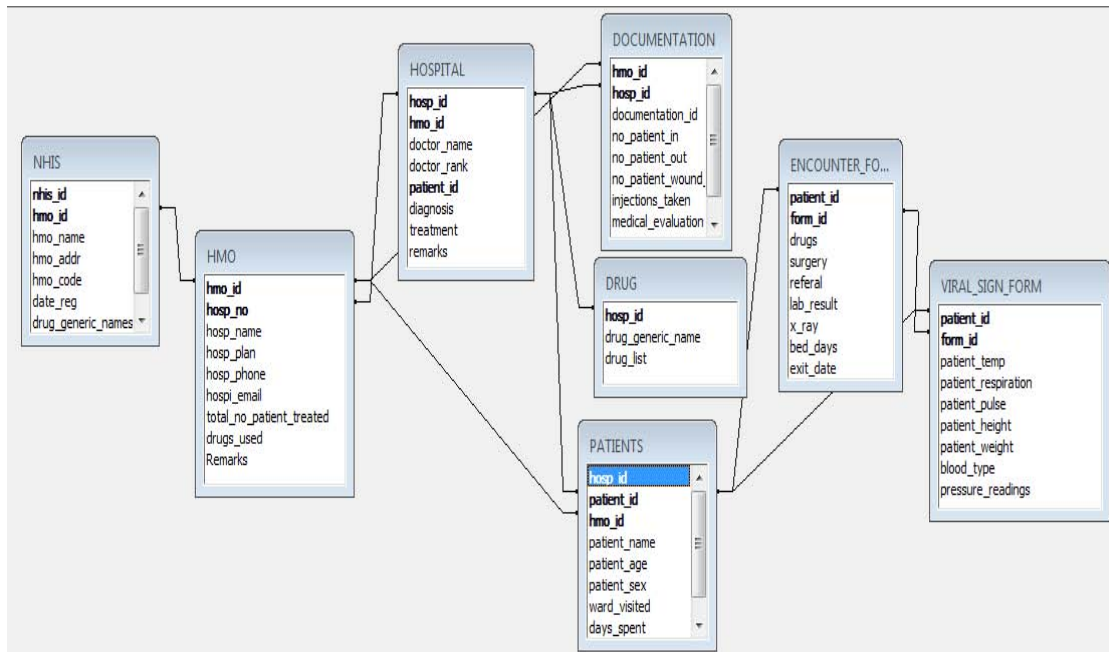 NHIS
nhis_id
hmo_id
hmo_name
hmo_addr
hmo_code
date_reg
drug_generic_names
HMO
hmo_id
hosp_no
hosp_name
hosp_plan
hosp_phone
hospi_email
total_no_patient_treated
drugs_used
Remarks
HOSPITAL
hosp_id
hmo_id
doctor_name
doctor_rank
patient_id
diagnosis
treatment
remarks
DOCUMENTATION
hmo_id
hosp_id
documentation_id
no_patient_in
no_patient_out
no_patient_wound_
injections_taken
medical_evaluation
DRUG
hosp_id
drug_generic_name
drug_list
PATIENTS
hosp_id
patient_id
hmo_id
patient_name
patient_age
patient_sex
ward_visited
days_spent
ENCOUNTER_FO...
patient_id
form_id
drugs
surgery
referal
lab_result
x_ray
bed_days
exit_date
VIRAL_SIGN_FORM
patient_id
form_id
patient_temp
patient_respiration
patient_pulse
patient_height
patient_weight
blood_type
pressure_readings